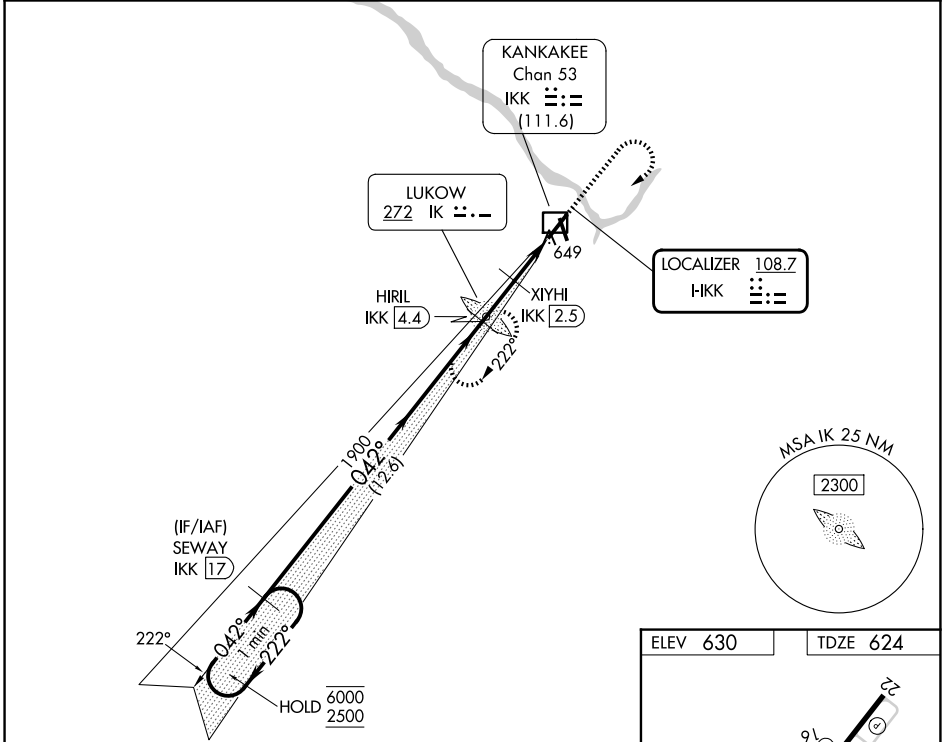 KANKAKEE
Chan 53
IKK
(111.6)
LUKOW
272 IK
649
LOCALIZER 108.7
I-IKK
HIRIL
IKK 4.4
XIYHI
IKK 2.5
222°
1900
042°
(12.6)
MSA IK 25 NM
2300
(IF/IAF)
SEWAY
IKK 17
222°
042°
1 min
222°
HOLD 6000
2500
ELEV 630
TDZE 624
22
16
P